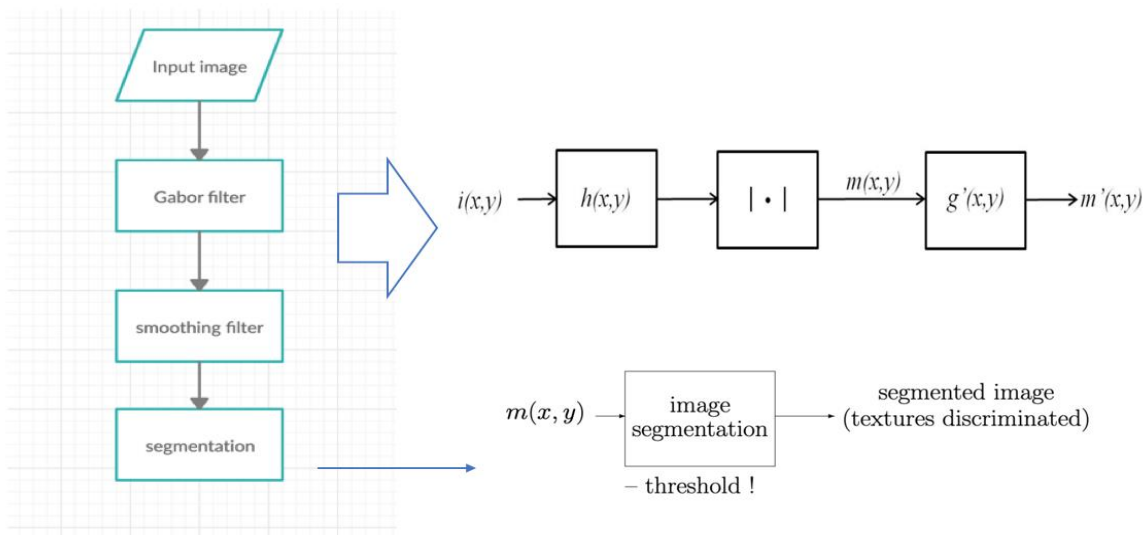 Input image
Gabor filter
smoothing filter
segmentation
i(x,y)
h(x,y)
| • |
m(x,y)
g’(x,y)
m’(x,y)
m(x, y)
image
segmentation
– threshold !
segmented image
(textures discriminated)